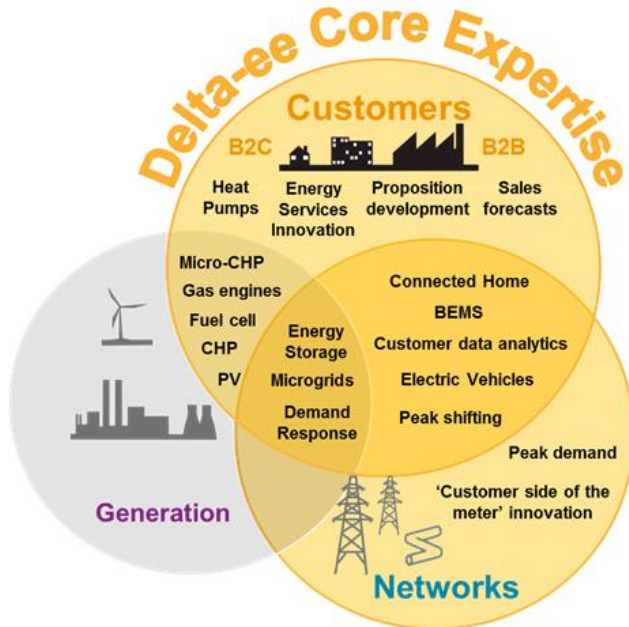 Delta-ee Core Expertise
Customers
B2C
B2B
Heat
Pumps
Energy
Services
Innovation
Proposition
development
Sales
forecasts
Micro-CHP
Gas engines
Fuel cell
CHP
PV
Energy
Storage
Microgrids
Demand
Response
Connected Home
BEMS
Customer data analytics
Electric Vehicles
Peak shifting
Peak demand
'Customer side of the
meter' innovation
Generation
Networks